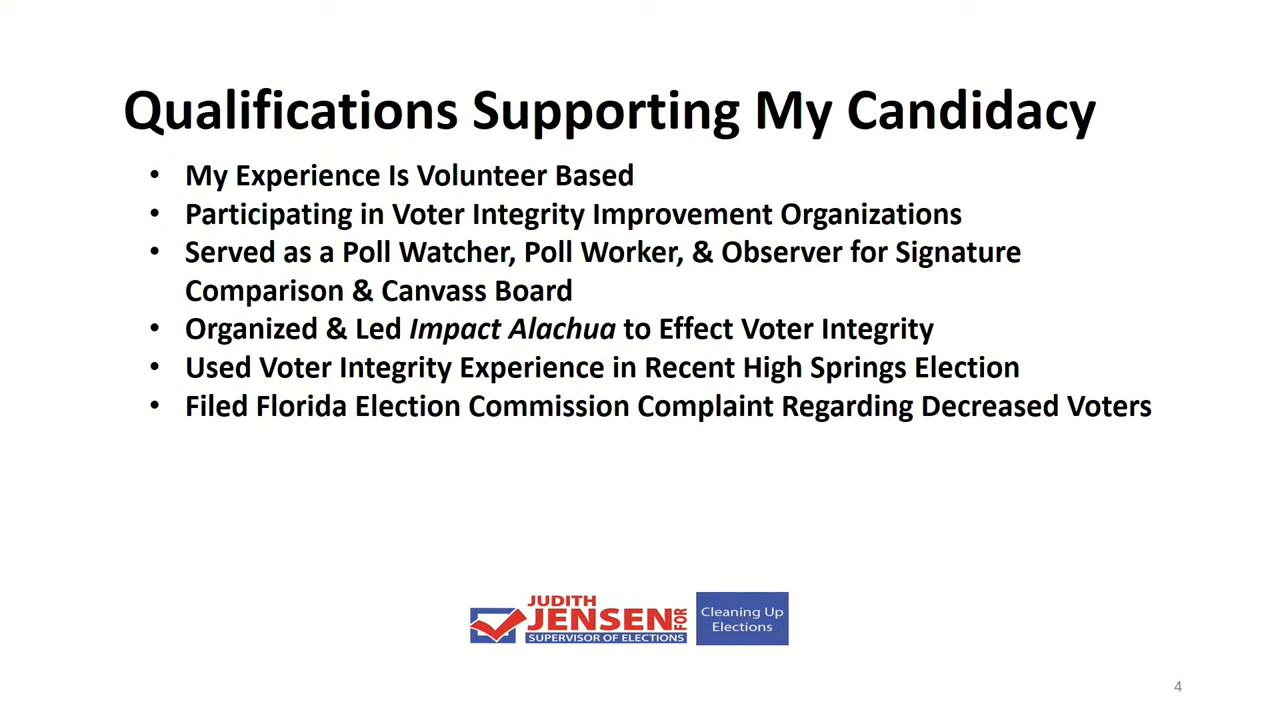 Qualifications Supporting My Candidacy
• My Experience Is Volunteer Based
• Participating in Voter Integrity Improvement Organizations
• Served as a Poll Watcher, Poll Worker, & Observer for Signature
Comparison & Canvass Board
• Organized & Led Impact Alachua to Effect Voter Integrity
• Used Voter Integrity Experience in Recent High Springs Election
• Filed Florida Election Commission Complaint Regarding Decreased Voters
JUDITH
JENSEN FOR
SUPERVISOR OF ELECTIONS
Cleaning Up
Elections
4